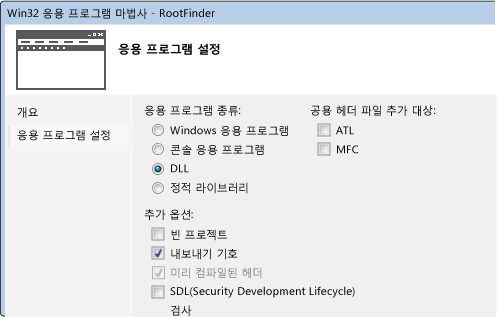 Win32 응용 프로그램 마법사 - RootFinder
응용 프로그램 설정
개요
응용 프로그램 설정
응용 프로그램 종류:
Windows 응용 프로그램
콘솔 응용 프로그램
DLL
정적 라이브러리
추가 옵션:
빈 프로젝트
내보내기 기호
미리 컴파일된 헤더
SDL(Security Development Lifecycle)
검사
공용 헤더 파일 추가 대상:
ATL
MFC